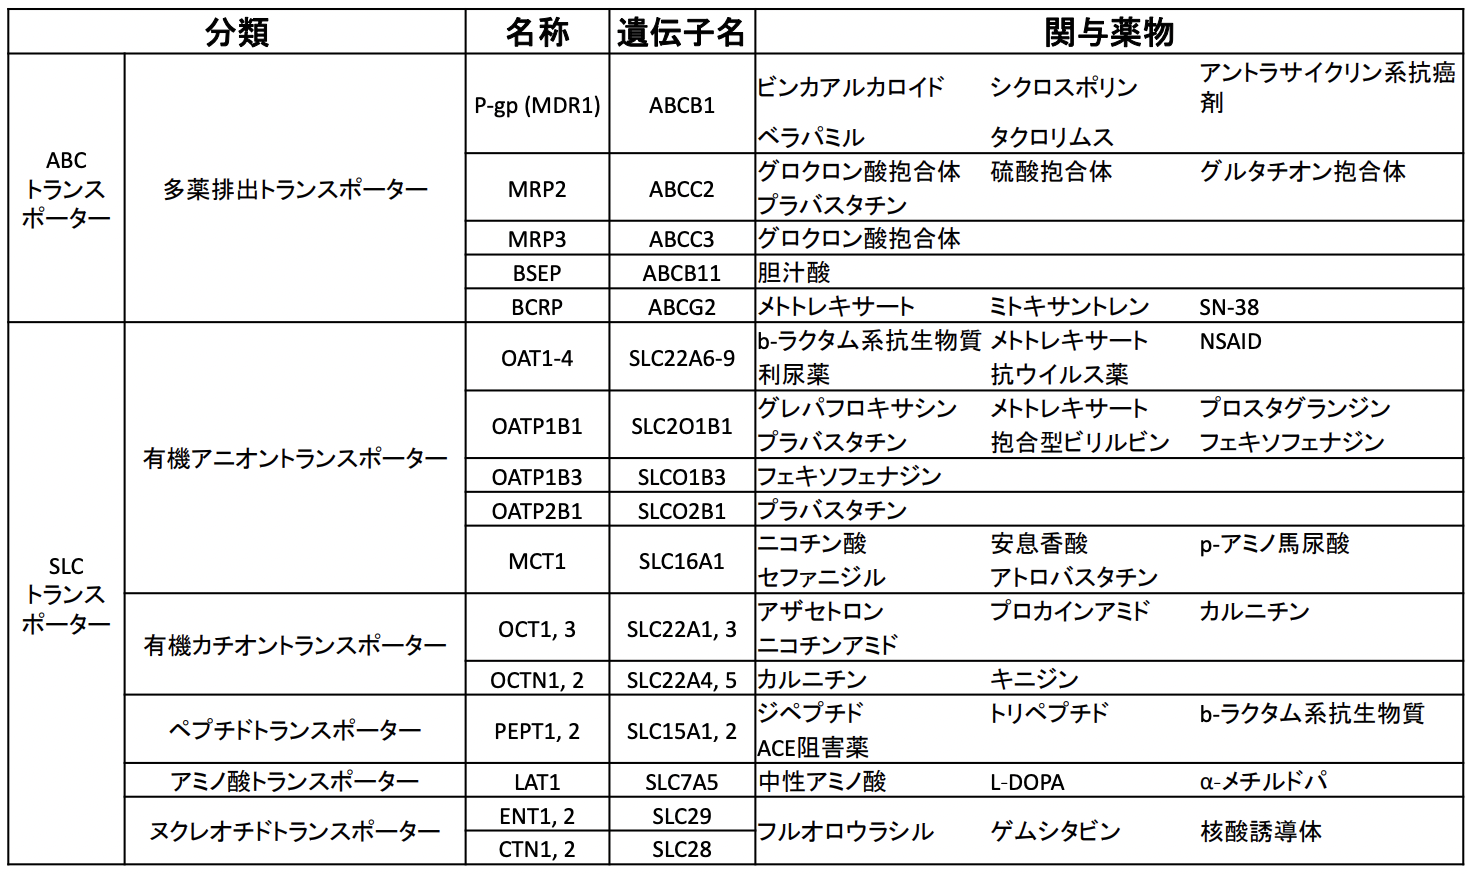 分類 名称 遺伝子名 関与薬物
ABC
トランス
ポーター
多薬排出トランスポーター
P-gp (MDR1) ABCB1 ビンカアルカロイド シクロスポリン アントラサイクリン系抗癌
剤
ベラパミル タクロリムス
MRP2 ABCC2 グロクロン酸抱合体 硫酸抱合体 グルタチオン抱合体
プラバスタチン
MRP3 ABCC3 グロクロン酸抱合体
BSEP ABCB11 胆汁酸
BCRP ABCG2 メトトレキサート ミトキサントレン SN-38
SLC
トランス
ポーター
有機アニオントランスポーター
OAT1-4 SLC22A6-9 b-ラクタム系抗生物質 メトトレキサート NSAID
利尿薬 抗ウイルス薬
OATP1B1 SLC2O1B1 グレパフロキサシン メトトレキサート プロスタグランジン
プラバスタチン 抱合型ビリルビン フェキソフェナジン
OATP1B3 SLCO1B3 フェキソフェナジン
OATP2B1 SLCO2B1 プラバスタチン
MCT1 SLC16A1 ニコチン酸 安息香酸 p-アミノ馬尿酸
セファニジル アトロバスタチン
有機カチオントランスポーター
OCT1, 3 SLC22A1, 3 アザセトロン プロカインアミド カルニチン
ニコチンアミド
OCTN1, 2 SLC22A4, 5 カルニチン キニジン
ペプチドトランスポーター
PEPT1, 2 SLC15A1, 2 ジペプチド トリペプチド b-ラクタム系抗生物質
ACE阻害薬
アミノ酸トランスポーター LAT1 SLC7A5 中性アミノ酸 L-DOPA α-メチルドパ
ヌクレオチドトランスポーター
ENT1, 2 SLC29
CTN1, 2 SLC28
フルオロウラシル ゲムシタビン 核酸誘導体